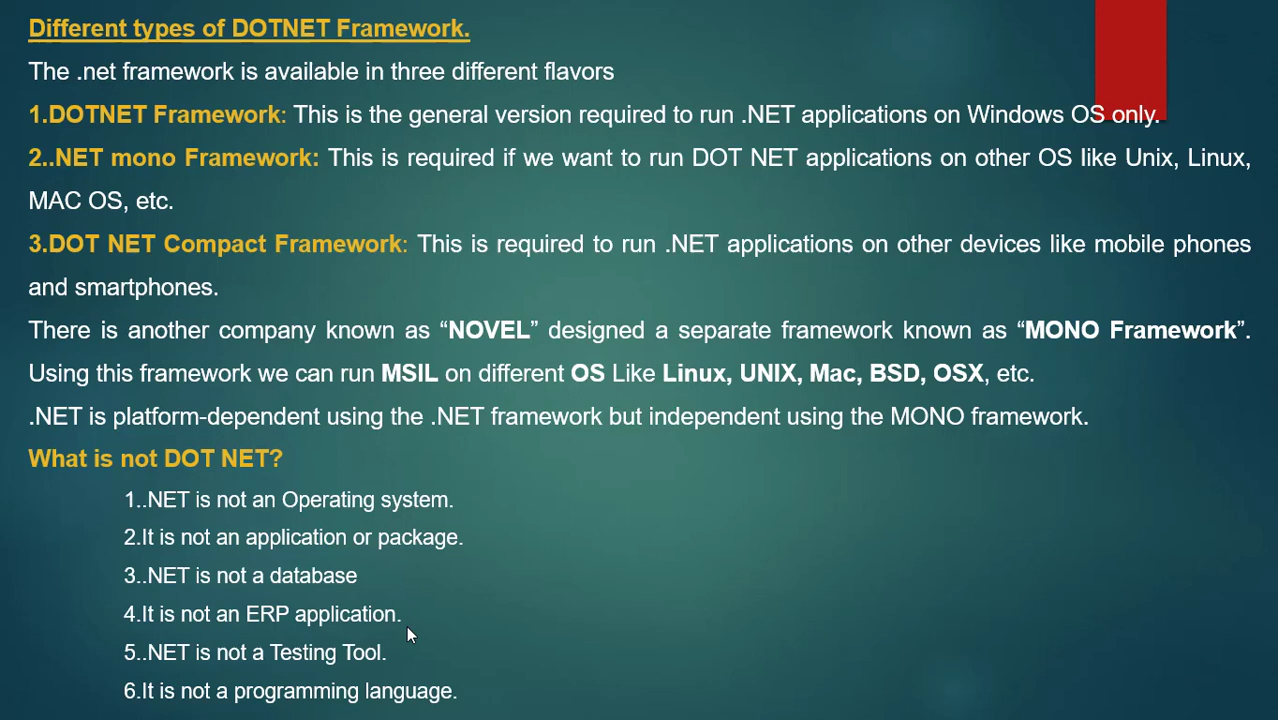 Different types of DOTNET Framework.
The .net framework is available in three different flavors
1.DOTNET Framework: This is the general version required to run .NET applications on Windows OS only.
2..NET mono Framework: This is required if we want to run DOT NET applications on other OS like Unix, Linux,
MAC OS, etc.
3.DOT NET Compact Framework: This is required to run .NET applications on other devices like mobile phones
and smartphones.
There is another company known as “NOVEL” designed a separate framework known as “MONO Framework”.
Using this framework we can run MSIL on different OS Like Linux, UNIX, Mac, BSD, OSX, etc.
.NET is platform-dependent using the .NET framework but independent using the MONO framework.
What is not DOT NET?
1..NET is not an Operating system.
2.It is not an application or package.
3..NET is not a database
4.It is not an ERP application.
5..NET is not a Testing Tool.
6.It is not a programming language.